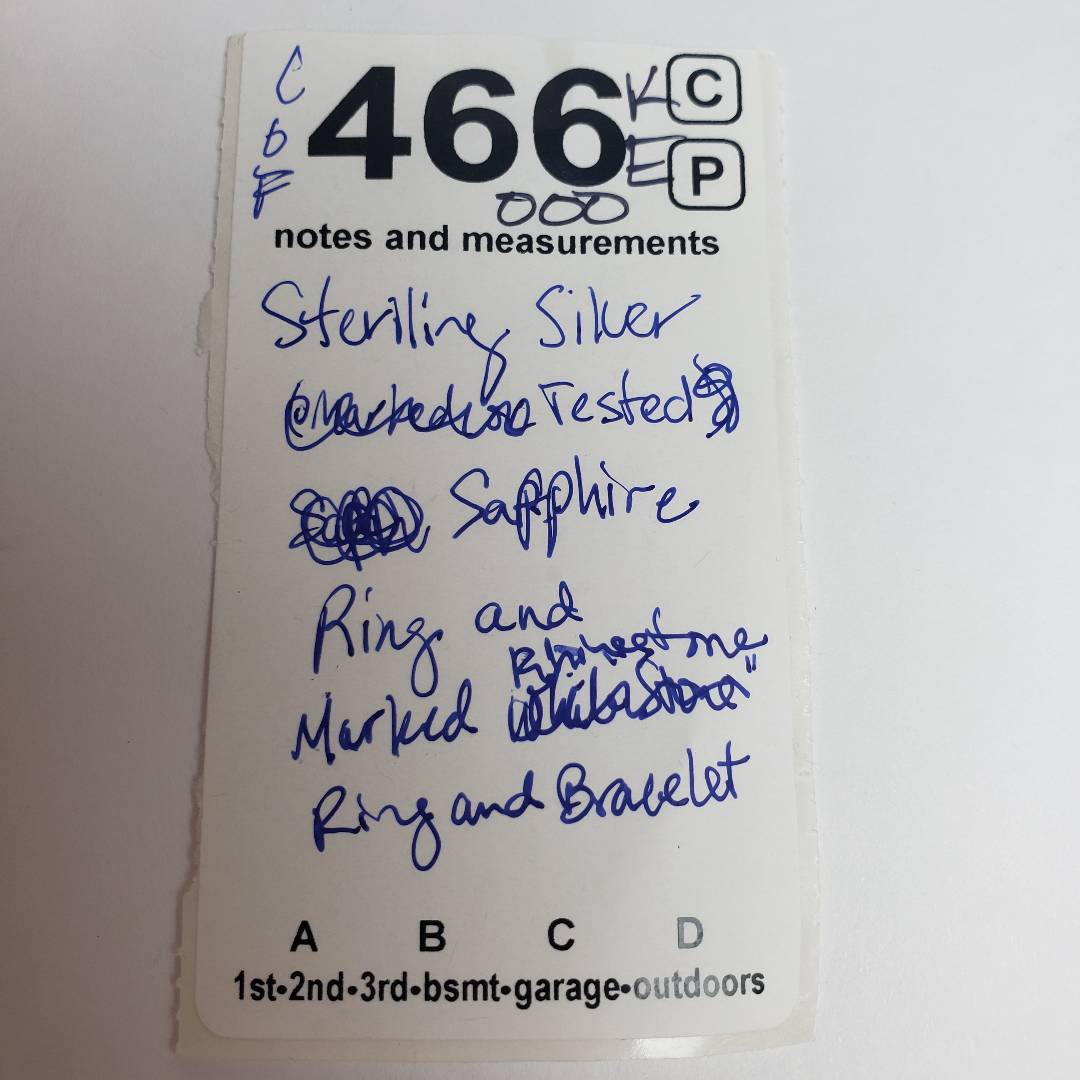 C
o
F
466
K
E
C
P
000
notes and measurements
Steriling Silver
Tested
Sapphire
Ring and
Rhinestone
Marked
Ring and Bracelet
A B C D
1st•2nd•3rd•bsmt•garage•outdoors